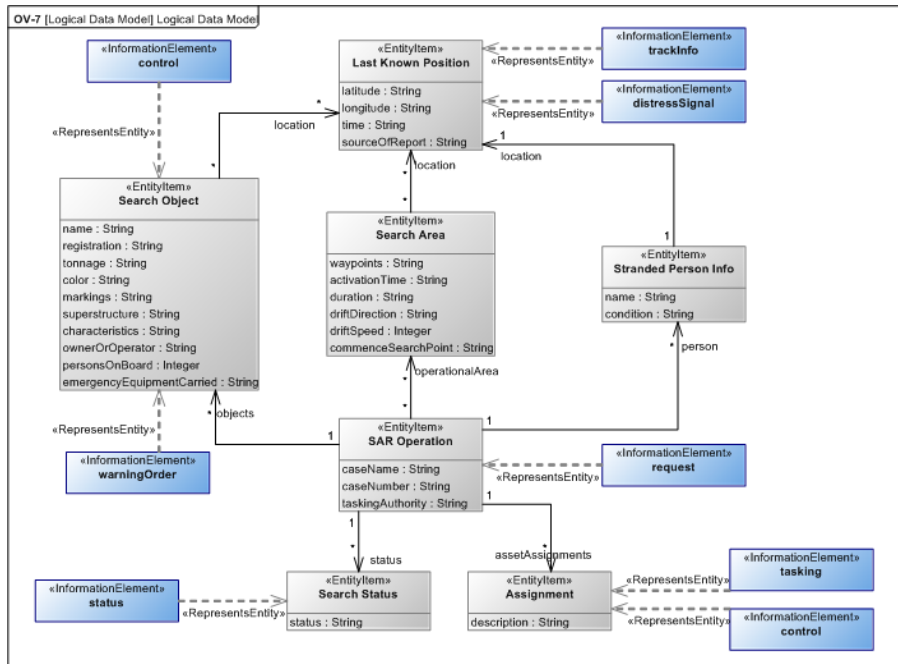 OV-7 [Logical Data Model] Logical Data Model
«InformationElement»
control
«RepresentsEntity»
«EntityItem»
Last Known Position
latitude : String
longitude : String
time : String
sourceOfReport : String
«InformationElement»
trackInfo
«RepresentsEntity»
«InformationElement»
distressSignal
«RepresentsEntity»
*
location
*
location
*
*
1
location
1
«EntityItem»
Search Object
name : String
registration : String
tonnage : String
color : String
markings : String
superstructure : String
characteristics : String
ownerOrOperator : String
personsOnBoard : Integer
emergencyEquipmentCarried : String
«EntityItem»
Search Area
waypoints : String
activationTime : String
duration : String
driftDirection : String
driftSpeed : Integer
commenceSearchPoint : String
«EntityItem»
Stranded Person Info
name : String
condition : String
* person
1
* operationalArea
*
* objects
1
«RepresentsEntity»
«InformationElement»
warningOrder
«EntityItem»
SAR Operation
caseName : String
caseNumber : String
taskingAuthority : String
«InformationElement»
request
«RepresentsEntity»
1
*
status
1
*
assetAssignments
«InformationElement»
status
«RepresentsEntity»
«EntityItem»
Search Status
status : String
«EntityItem»
Assignment
description : String
«InformationElement»
tasking
«RepresentsEntity»
«InformationElement»
control
«RepresentsEntity»